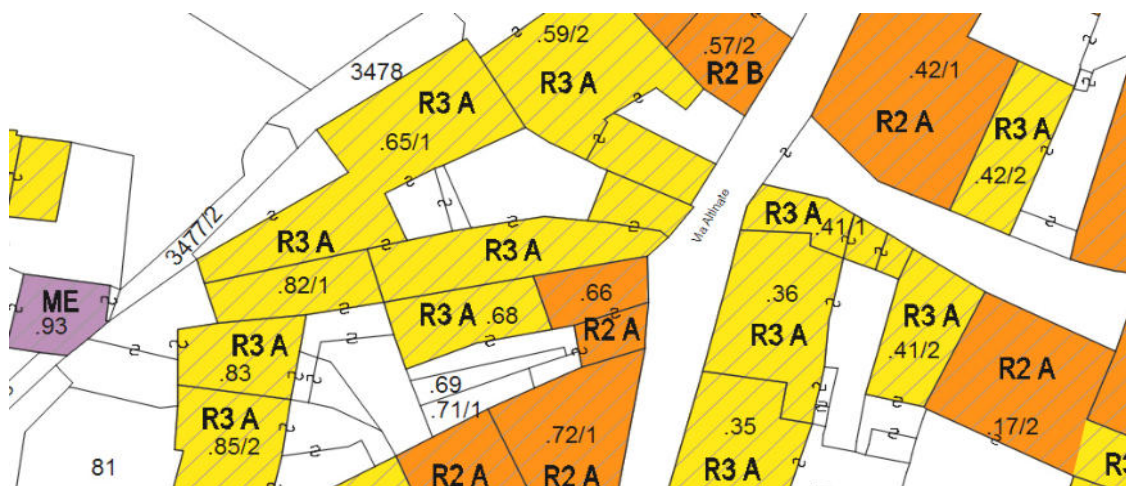 .59/2
R3 A
.57/2
R2 B
3478
R3 A
.65/1
.42/1
R2 A
R3 A
.42/2
3477/2
Via Altinate
R3 A
.41/1
R3 A
R3 A
.82/1
ME
.93
.66
R2 A
R3 A
.68
.36
R3 A
R3 A
.41/2
R3 A
.83
R2 A
.17/2
.69
.71/1
R3 A
.85/2
.72/1
R2 A
R2 A
.35
R3 A
81